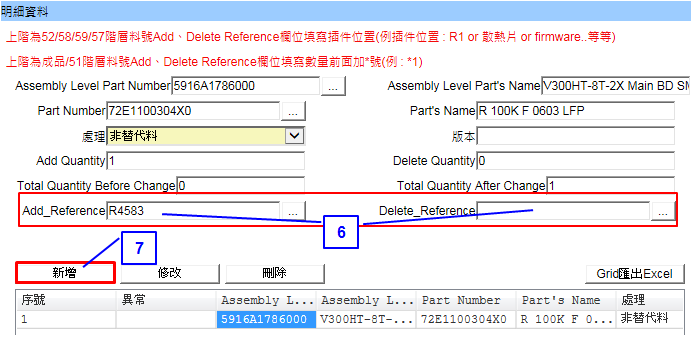 明細資料
上階為52/58/59/57階層料號Add、Delete Reference欄位填寫插件位置(例插件位置 : R1 or 散熱片 or firmware..等等)
上階為成品/51階層料號Add、Delete Reference欄位填寫數量前面加*號(例 : *1)
Assembly Level Part Number 5916A1786000 ... Assembly Level Part's Name V300HT-8T-2X Main BD SM
Part Number 72E1100304X0 ... Part's Name R 100K F 0603 LFP
處理 非替代料 版本
Add Quantity 1 Delete Quantity 0
Total Quantity Before Change 0 Total Quantity After Change 1
Add_Reference R4583 ... Delete_Reference ...
6
7
新增 修改 刪除 Grid匯出Excel
序號 異常 Assembly L... Assembly L... Part Number Part's Name 處理
1 5916A1786000 V300HT-8T-... 72E1100304X0 R 100K F 0... 非替代料